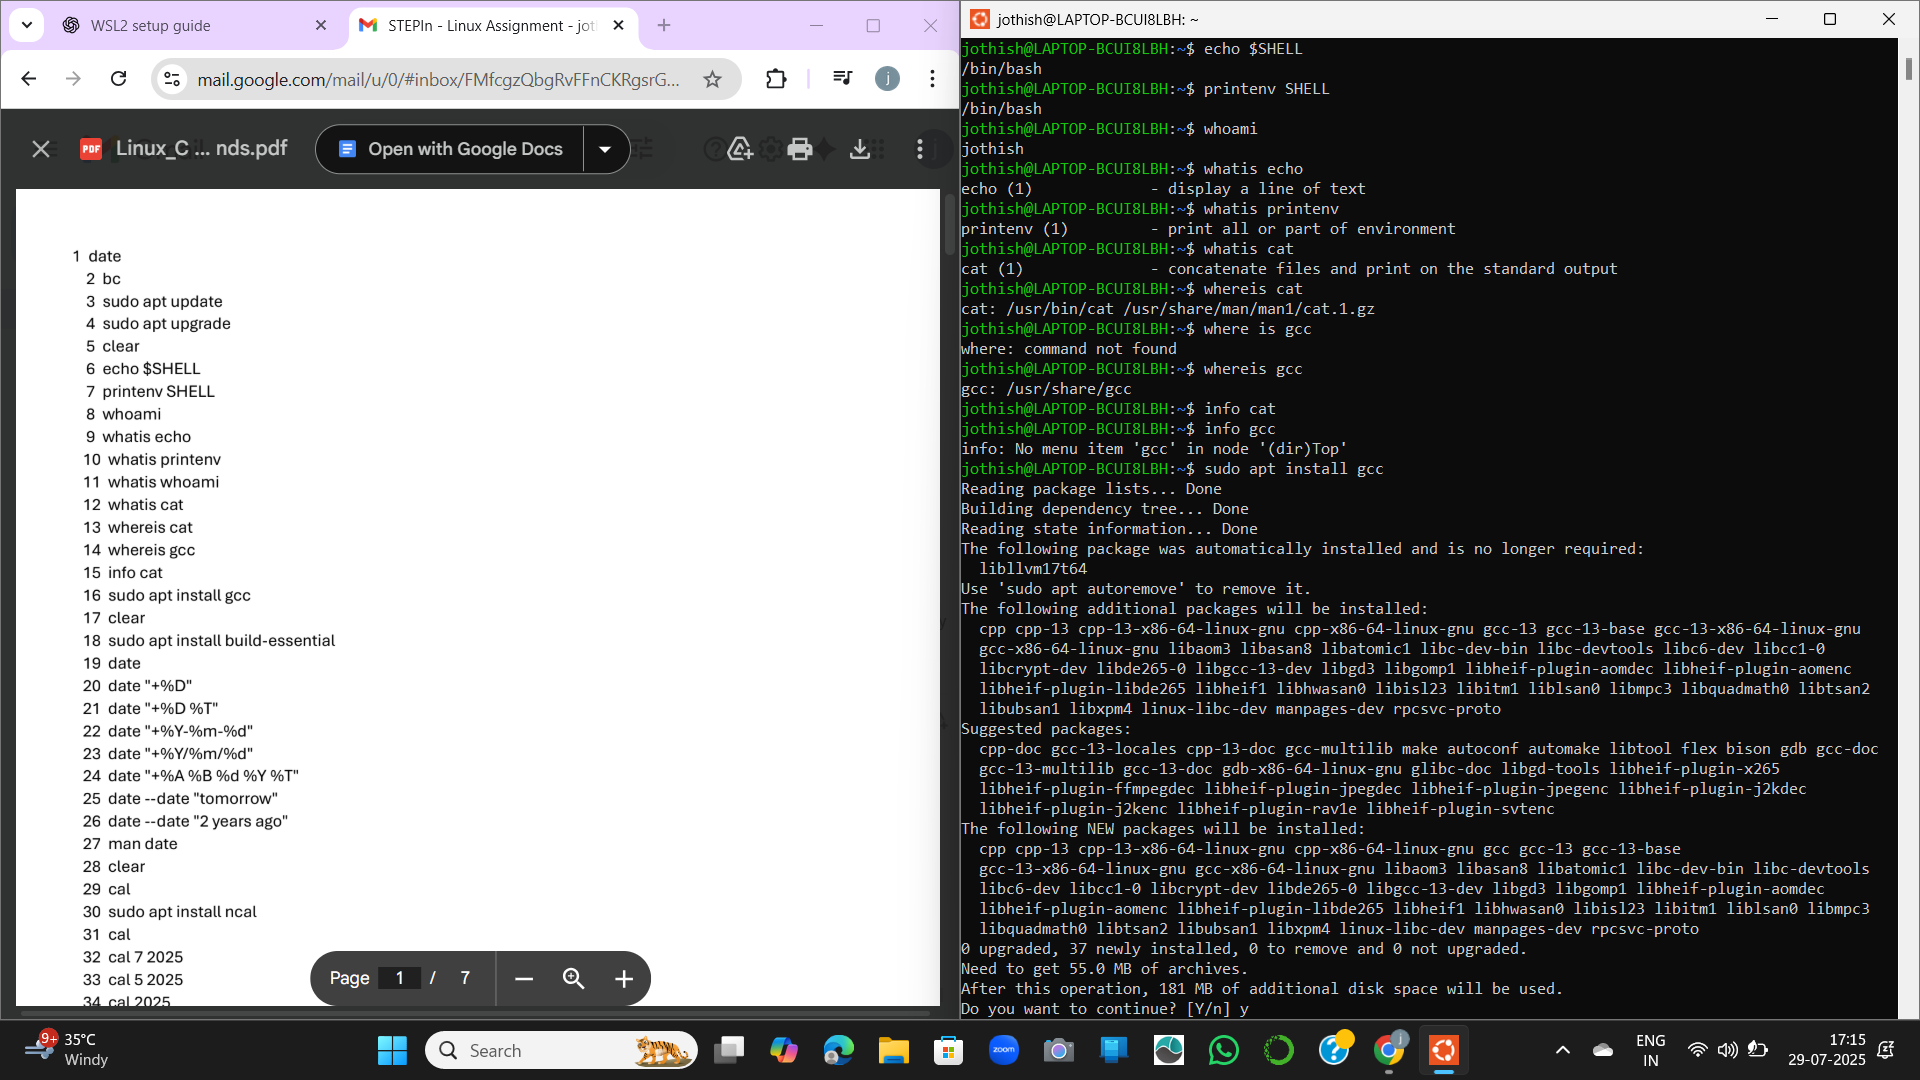 WSL2 setup guide
STEPIn - Linux Assignment - jot
mail.google.com/mail/u/0/#inbox/FMfcgzQbgRvFFnCKRgsrG...
j
PDF
Linux_C ... nds.pdf
Open with Google Docs
1 date
2 bc
3 sudo apt update
4 sudo apt upgrade
5 clear
6 echo $SHELL
7 printenv SHELL
8 whoami
9 whatis echo
10 whatis printenv
11 whatis whoami
12 whatis cat
13 whereis cat
14 whereis gcc
15 info cat
16 sudo apt install gcc
17 clear
18 sudo apt install build-essential
19 date
20 date "+%D"
21 date "+%D %T"
22 date "+%Y-%m-%d"
23 date "+%Y/%m/%d"
24 date "+%A %B %d %Y %T"
25 date --date "tomorrow"
26 date --date "2 years ago"
27 man date
28 clear
29 cal
30 sudo apt install ncal
31 cal
32 cal 7 2025
33 cal 5 2025
34 cal 2025
Page 1 / 7
jothish@LAPTOP-BCUI8LBH: ~
jothish@LAPTOP-BCUI8LBH:~$ echo $SHELL
/bin/bash
jothish@LAPTOP-BCUI8LBH:~$ printenv SHELL
/bin/bash
jothish@LAPTOP-BCUI8LBH:~$ whoami
jothish
jothish@LAPTOP-BCUI8LBH:~$ whatis echo
echo (1)             - display a line of text
jothish@LAPTOP-BCUI8LBH:~$ whatis printenv
printenv (1)         - print all or part of environment
jothish@LAPTOP-BCUI8LBH:~$ whatis cat
cat (1)              - concatenate files and print on the standard output
jothish@LAPTOP-BCUI8LBH:~$ whereis cat
cat: /usr/bin/cat /usr/share/man/man1/cat.1.gz
jothish@LAPTOP-BCUI8LBH:~$ where is gcc
where: command not found
jothish@LAPTOP-BCUI8LBH:~$ whereis gcc
gcc: /usr/share/gcc
jothish@LAPTOP-BCUI8LBH:~$ info cat
jothish@LAPTOP-BCUI8LBH:~$ info gcc
info: No menu item 'gcc' in node '(dir)Top'
jothish@LAPTOP-BCUI8LBH:~$ sudo apt install gcc
Reading package lists... Done
Building dependency tree... Done
Reading state information... Done
The following package was automatically installed and is no longer required:
libllvm17t64
Use 'sudo apt autoremove' to remove it.
The following additional packages will be installed:
cpp cpp-13 cpp-13-x86-64-linux-gnu cpp-x86-64-linux-gnu gcc-13 gcc-13-base gcc-13-x86-64-linux-gnu
gcc-x86-64-linux-gnu libaom3 libasan8 libatomic1 libc-dev-bin libc-devtools libc6-dev libcc1-0
libcrypt-dev libde265-0 libgcc-13-dev libgd3 libgomp1 libheif-plugin-aomdec libheif-plugin-aomenc
libheif-plugin-libde265 libheif1 libhwasan0 libisl23 libitm1 liblsan0 libmpc3 libquadmath0 libtsan2
libubsan1 libxpm4 linux-libc-dev manpages-dev rpcsvc-proto
Suggested packages:
cpp-doc gcc-13-locales cpp-13-doc gcc-multilib make autoconf automake libtool flex bison gdb gcc-doc
gcc-13-multilib gcc-13-doc gdb-x86-64-linux-gnu glibc-doc libgd-tools libheif-plugin-x265
libheif-plugin-ffmpegdec libheif-plugin-jpegdec libheif-plugin-jpegenc libheif-plugin-j2kdec
libheif-plugin-j2kenc libheif-plugin-rav1e libheif-plugin-svtenc
The following NEW packages will be installed:
cpp cpp-13 cpp-13-x86-64-linux-gnu cpp-x86-64-linux-gnu gcc gcc-13 gcc-13-base
gcc-13-x86-64-linux-gnu gcc-x86-64-linux-gnu libaom3 libasan8 libatomic1 libc-dev-bin libc-devtools
libc6-dev libcc1-0 libcrypt-dev libde265-0 libgcc-13-dev libgd3 libgomp1 libheif-plugin-aomdec
libheif-plugin-aomenc libheif-plugin-libde265 libheif1 libhwasan0 libisl23 libitm1 liblsan0 libmpc3
libquadmath0 libtsan2 libubsan1 libxpm4 linux-libc-dev manpages-dev rpcsvc-proto
0 upgraded, 37 newly installed, 0 to remove and 0 not upgraded.
Need to get 55.0 MB of archives.
After this operation, 181 MB of additional disk space will be used.
Do you want to continue? [Y/n] y
9+
35°C
Windy
Search
zoom
j
ENG
IN
17:15
29-07-2025